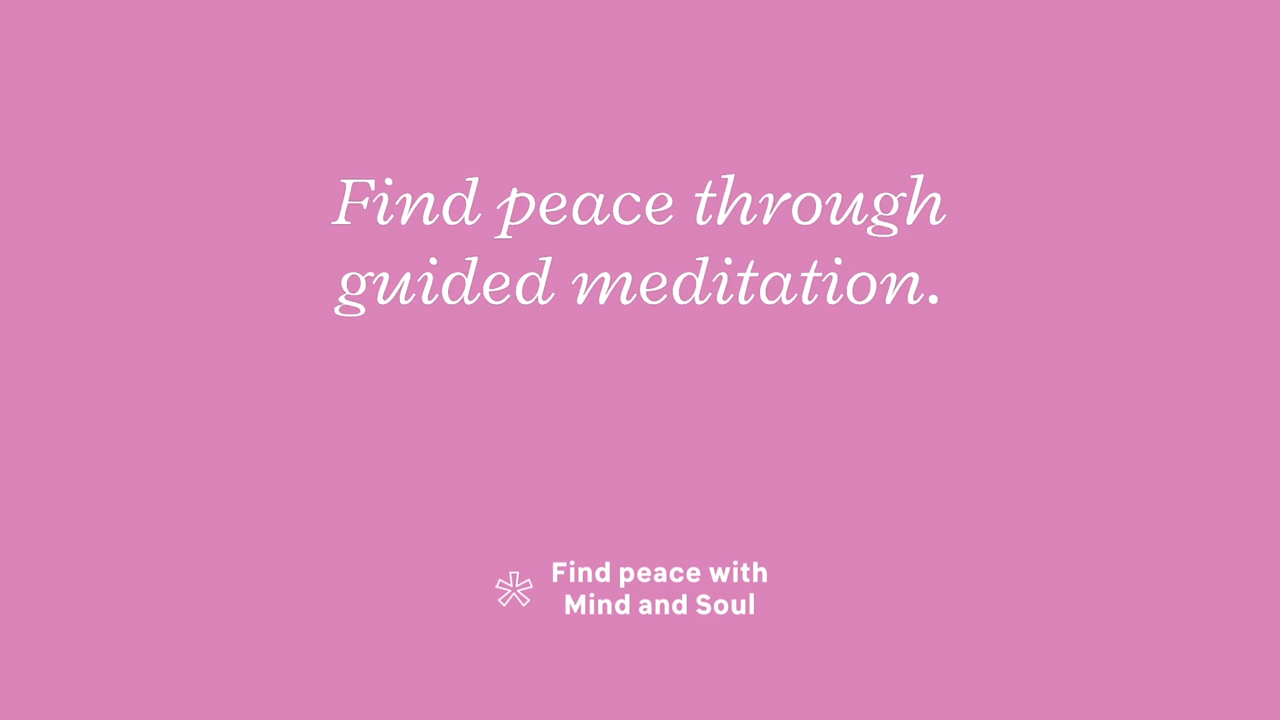 Find peace through
guided meditation.
Find peace with
Mind and Soul